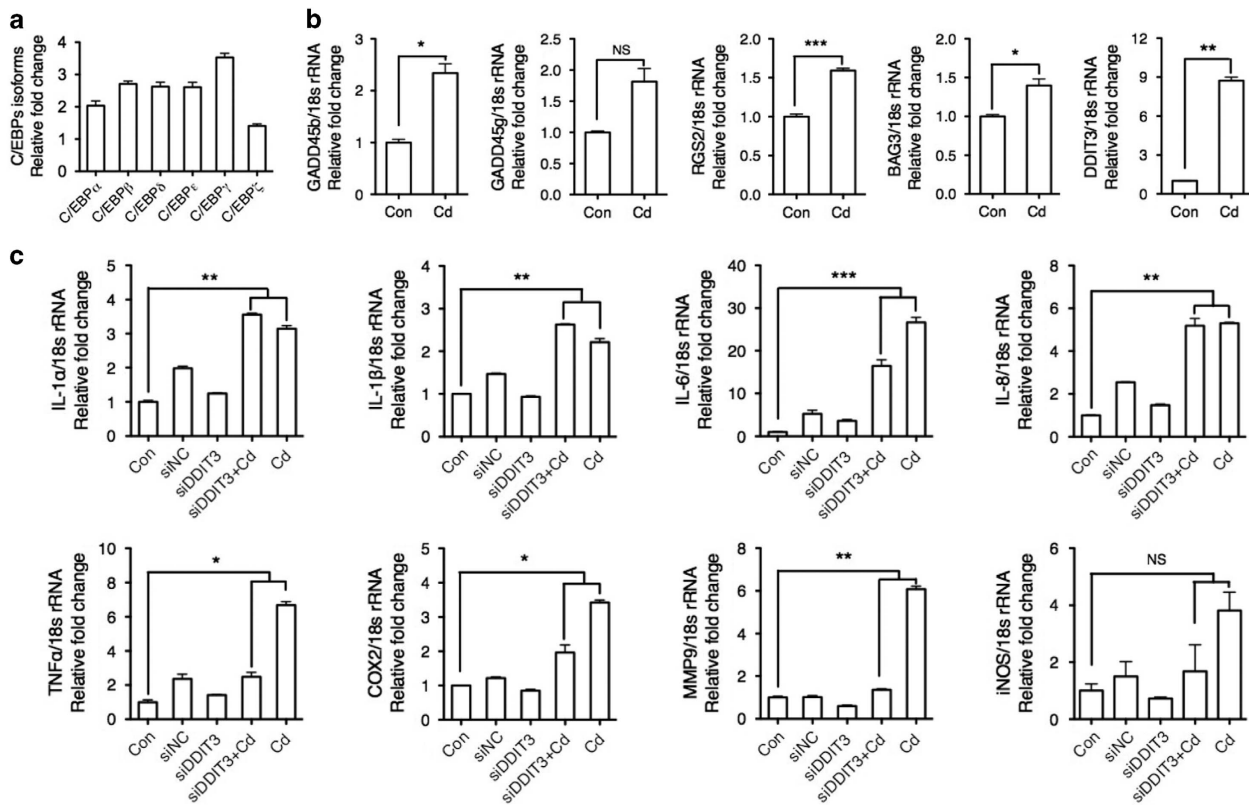 a
C/EBPs isoforms
Relative fold change
4
3
2
1
0
C/EBPα
C/EBPβ
C/EBPδ
C/EBPε
C/EBPγ
C/EBPζ
b
GADD45b/18s rRNA
Relative fold change
3
2
1
0
*
Con
Cd
GADD45g/18s rRNA
Relative fold change
2.5
2.0
1.5
1.0
0.5
0.0
NS
Con
Cd
RGS2/18s rRNA
Relative fold change
2.0
1.5
1.0
0.5
0.0
***
Con
Cd
BAG3/18s rRNA
Relative fold change
2.0
1.5
1.0
0.5
0.0
*
Con
Cd
DDIT3/18s rRNA
Relative fold change
12
9
6
3
0
**
Con
Cd
c
IL-1α/18s rRNA
Relative fold change
5
4
3
2
1
0
**
Con
siNC
siDDIT3
siDDIT3+Cd
Cd
IL-1β/18s rRNA
Relative fold change
4
3
2
1
0
**
Con
siNC
siDDIT3
siDDIT3+Cd
Cd
IL-6/18s rRNA
Relative fold change
40
30
20
10
0
***
Con
siNC
siDDIT3
siDDIT3+Cd
Cd
IL-8/18s rRNA
Relative fold change
8
6
4
2
0
**
Con
siNC
siDDIT3
siDDIT3+Cd
Cd
TNFα/18s rRNA
Relative fold change
10
8
6
4
2
0
*
Con
siNC
siDDIT3
siDDIT3+Cd
Cd
COX2/18s rRNA
Relative fold change
5
4
3
2
1
0
*
Con
siNC
siDDIT3
siDDIT3+Cd
Cd
MMP9/18s rRNA
Relative fold change
8
6
4
2
0
**
Con
siNC
siDDIT3
siDDIT3+Cd
Cd
iNOS/18s rRNA
Relative fold change
6
4
2
0
NS
Con
siNC
siDDIT3
siDDIT3+Cd
Cd